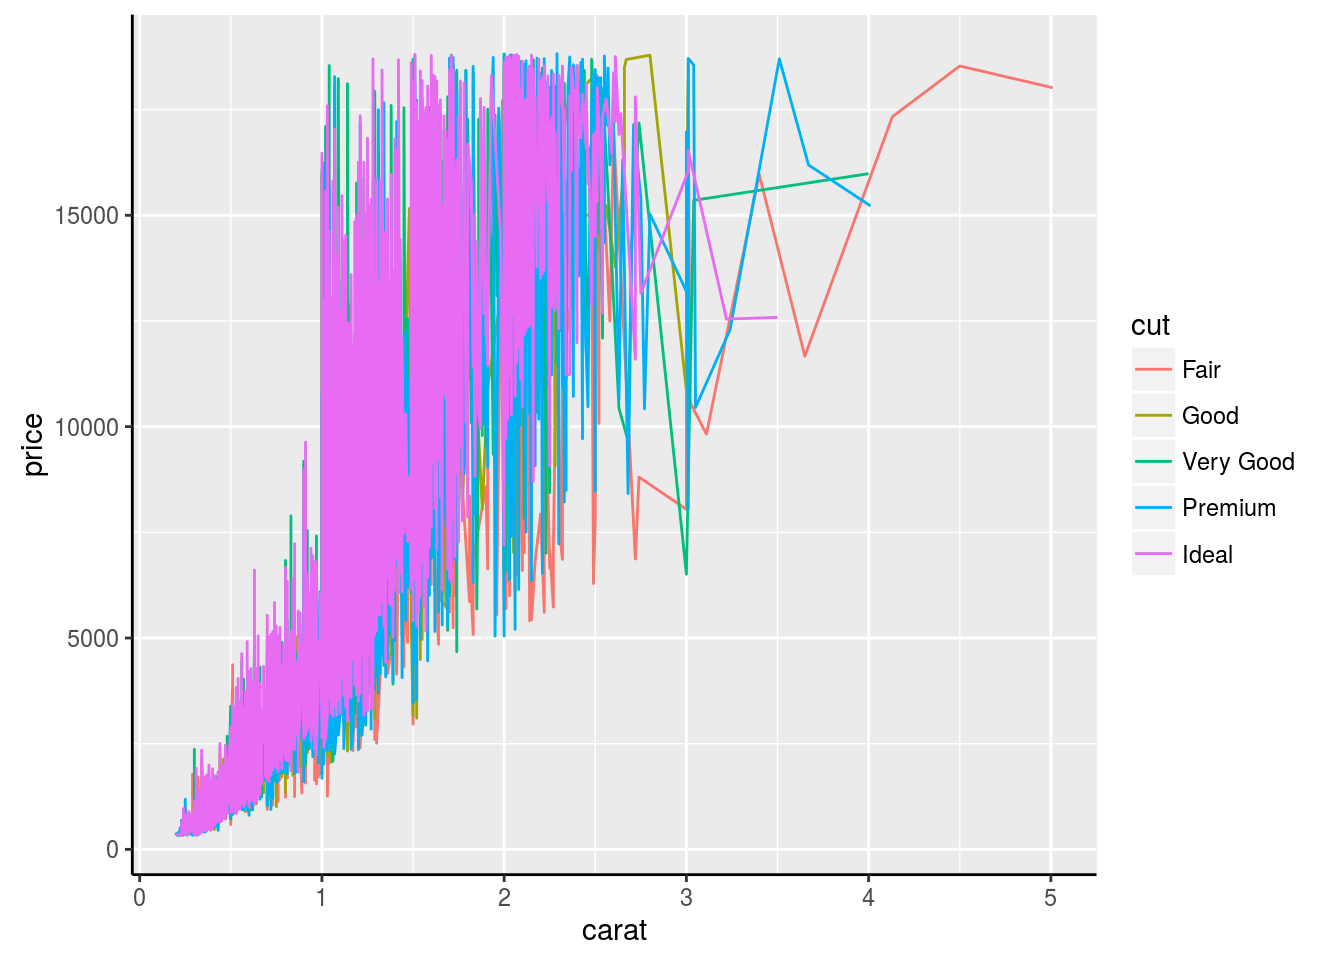 price
15000
10000
5000
0
0 1 2 3 4 5
carat
cut
Fair
Good
Very Good
Premium
Ideal